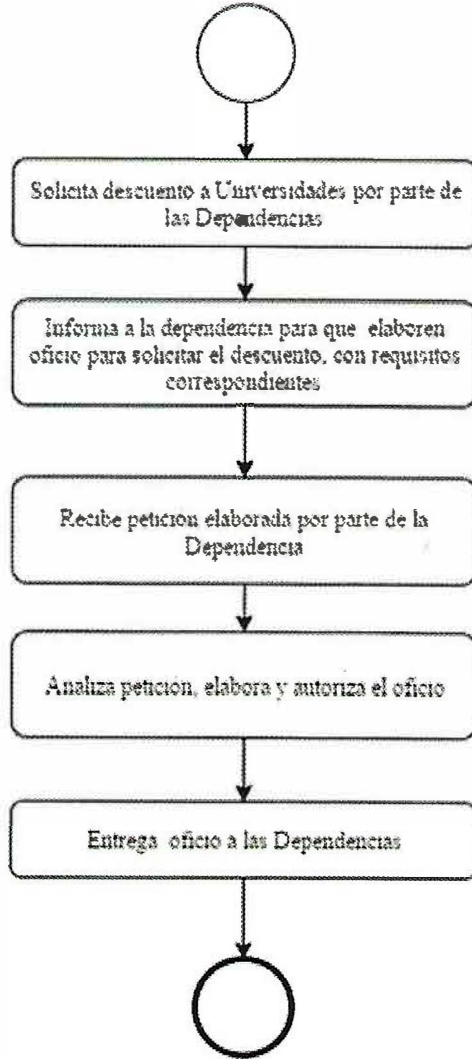 Solicita descuento a Universidades por parte de
las Dependencias
Informa a la dependencia para que elaboren
oficio para solicitar el descuento, con requisitos
correspondientes
Recibe petición elaborada por parte de la
Dependencia
Analiza petición, elabora y autoriza el oficio
Entrega oficio a las Dependencias